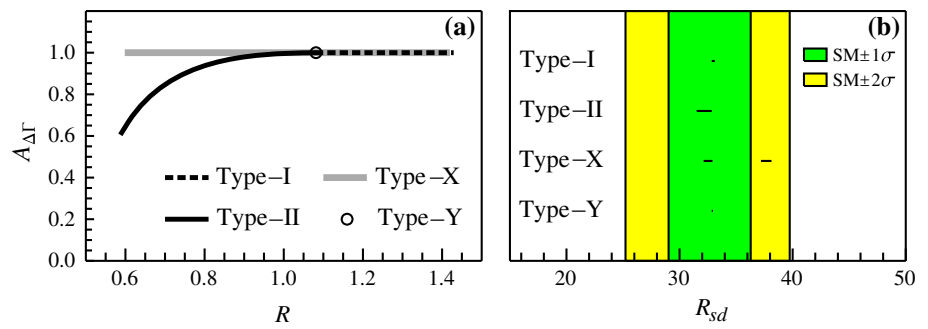 (a)
1.0
0.8
0.6
0.4
0.2
0.0
A_ΔΓ
Type–I
Type–X
Type–II
Type–Y
0.6
0.8
1.0
1.2
1.4
R
(b)
Type–I
Type–II
Type–X
Type–Y
SM±1σ
SM±2σ
15
20
30
40
50
R_sd